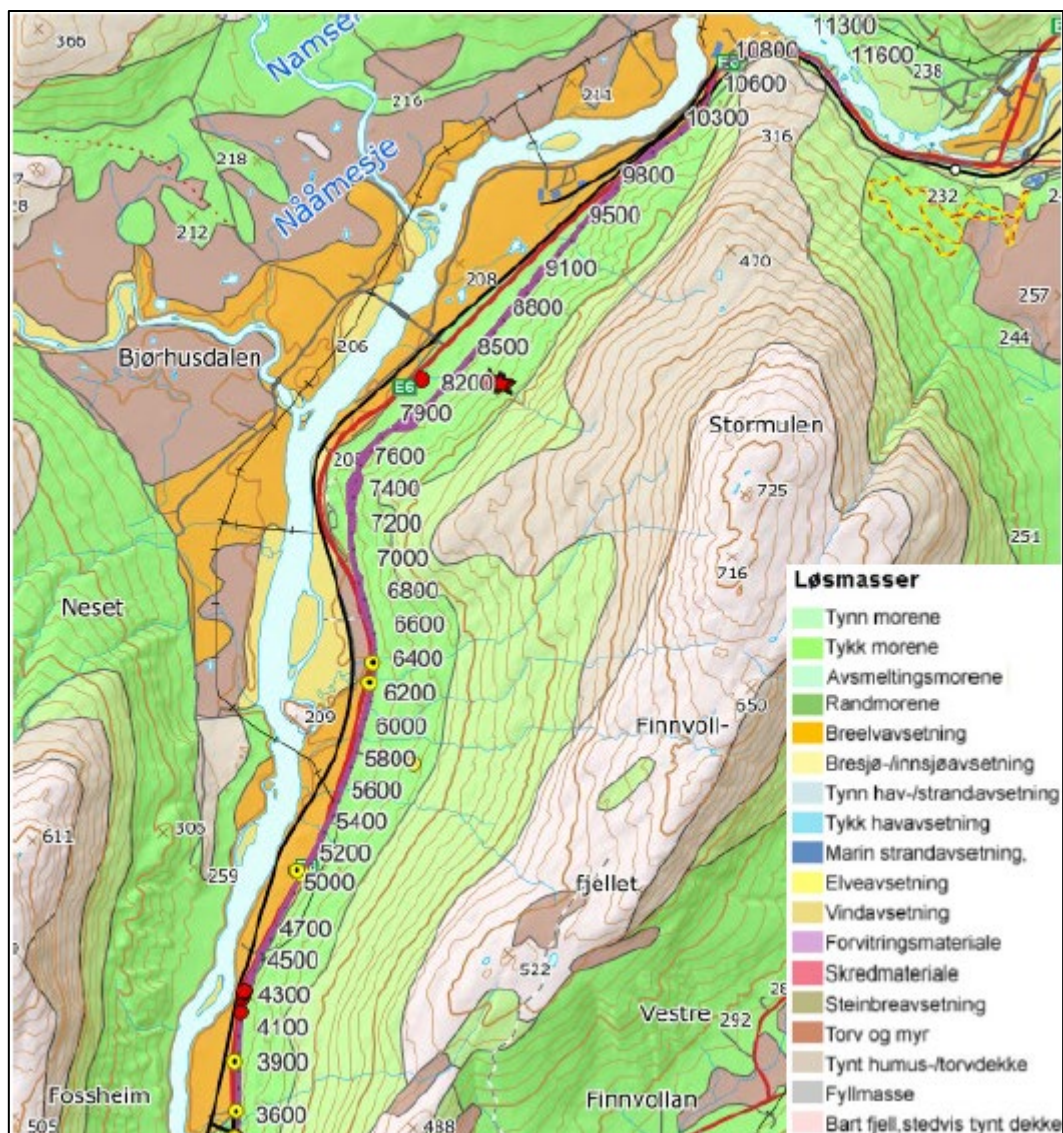 366
Namsen
216
211
E6
10800
10600
10300
11300
11600
238
316
218
Nååmesje
212
9800
9500
9100
8800
8500
8200
7900
232
257
244
208
206
420
Bjørhusdalen
E6
Stormulen
7600
7400
7200
7000
6800
6600
6400
6200
6000
5800
5600
5400
5200
5000
4700
4500
4300
4100
3900
3600
725
716
251
Neset
209
650
Finnvoll-
fjellet
611
306
259
522
Vestre
292
Fossheim
505
488
Finnvollan
Løsmasser
Tynn morene
Tykk morene
Avsmeltingsmorene
Randmorene
Breelvavsetning
Bresjø-/innsjøavsetning
Tynn hav-/strandavsetning
Tykk havavsetning
Marin strandavsetning,
Elveavsetning
Vindavsetning
Forvitringsmateriale
Skredmateriale
Steinbreavsetning
Torv og myr
Tynt humus-/torvdekke
Fyllmasse
Bart fjell,stedvis tynt dekke